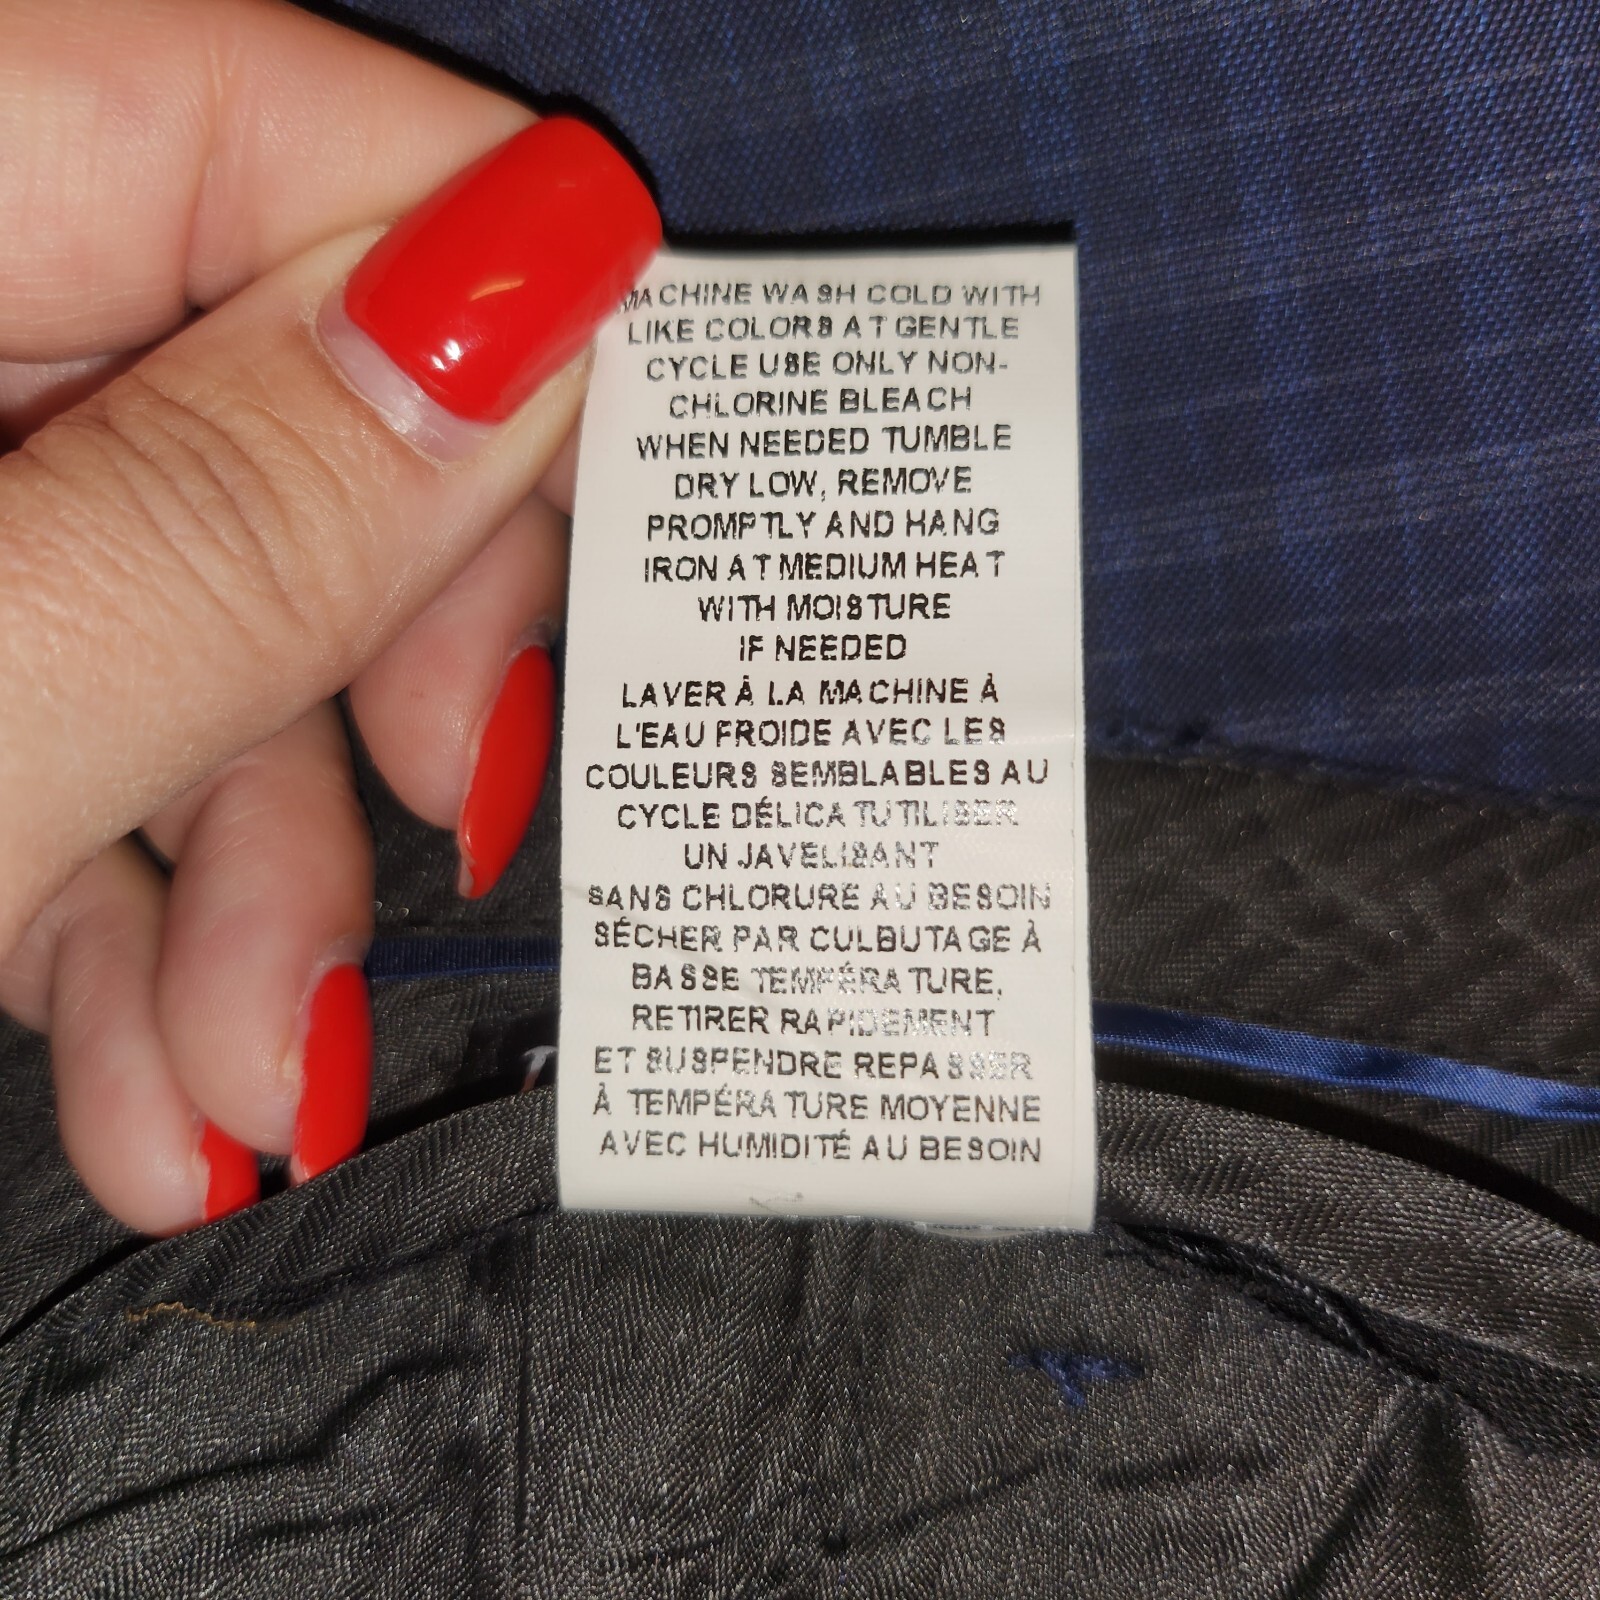 MACHINE WASH COLD WITH
LIKE COLORS AT GENTLE
CYCLE USE ONLY NON-
CHLORINE BLEACH
WHEN NEEDED TUMBLE
DRY LOW, REMOVE
PROMPTLY AND HANG
IRON AT MEDIUM HEAT
WITH MOISTURE
IF NEEDED
LAVER À LA MACHINE À
L'EAU FROIDE AVEC LES
COULEURS SEMBLABLES AU
CYCLE DÉLICAT UTILISER
UN JAVELISANT
SANS CHLORURE AU BESOIN
SÉCHER PAR CULBUTAGE À
BASSE TEMPÉRATURE,
RETIRER RAPIDEMENT
ET SUSPENDRE REPASSER
À TEMPÉRATURE MOYENNE
AVEC HUMIDITÉ AU BESOIN